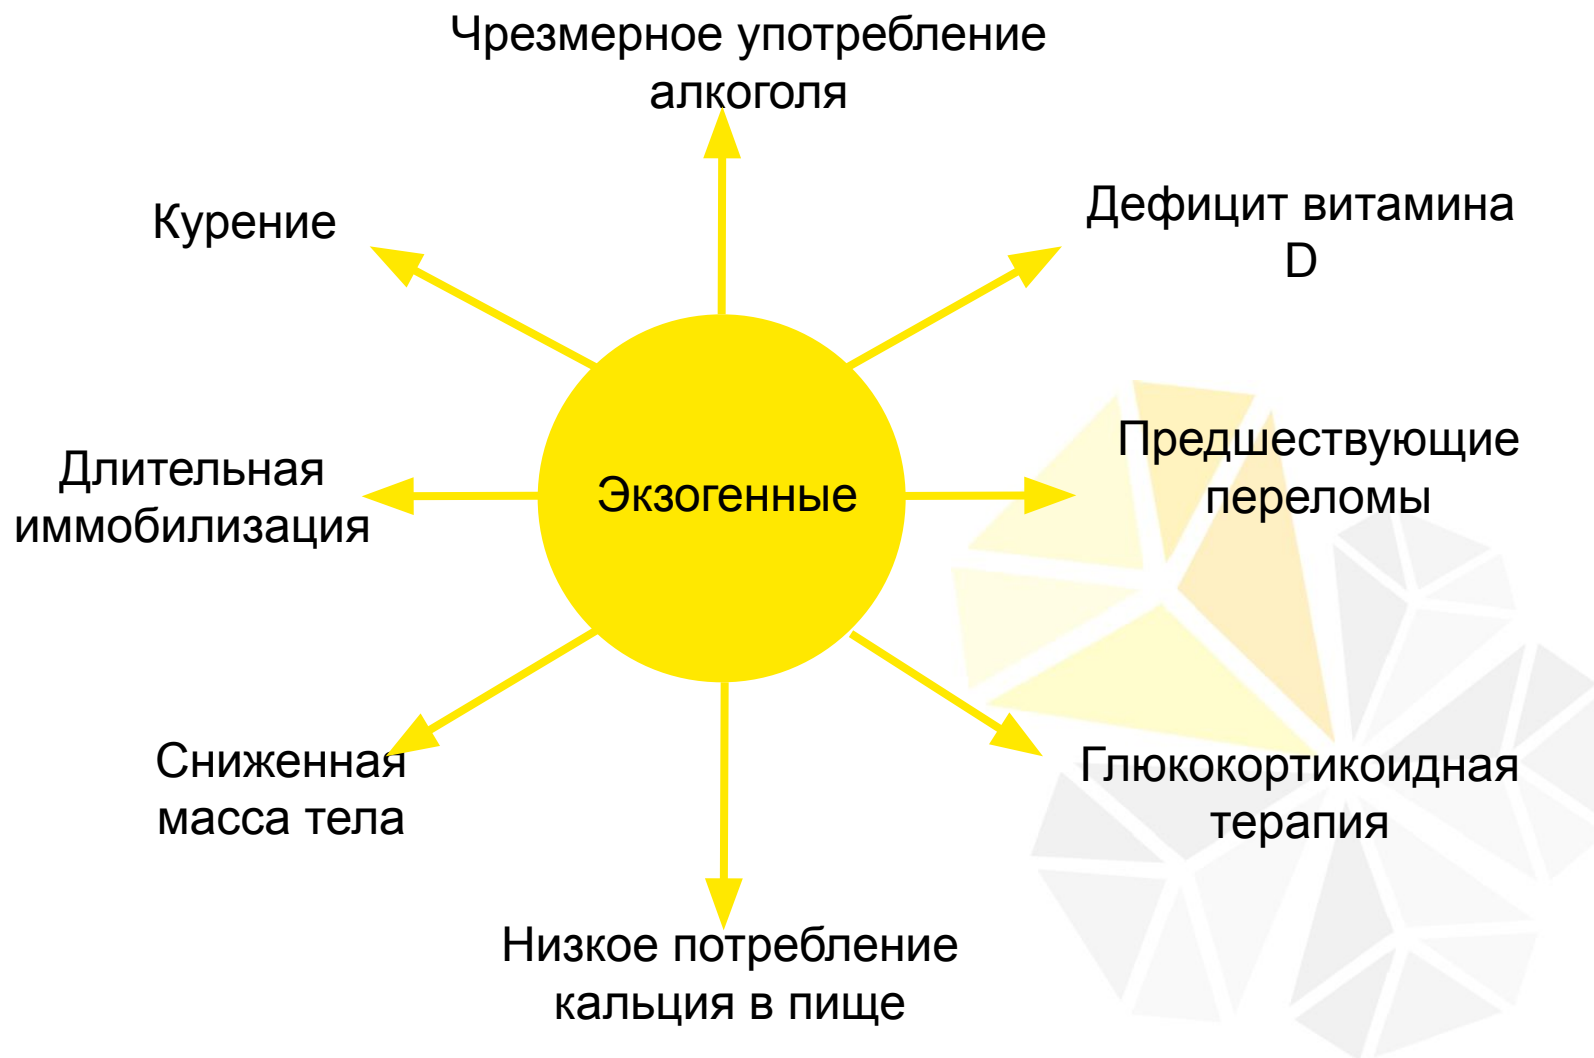 Чрезмерное употребление
алкоголя
Курение
Дефицит витамина
D
Длительная
иммобилизация
Экзогенные
Предшествующие
переломы
Сниженная
масса тела
Глюкокортикоидная
терапия
Низкое потребление
кальция в пище